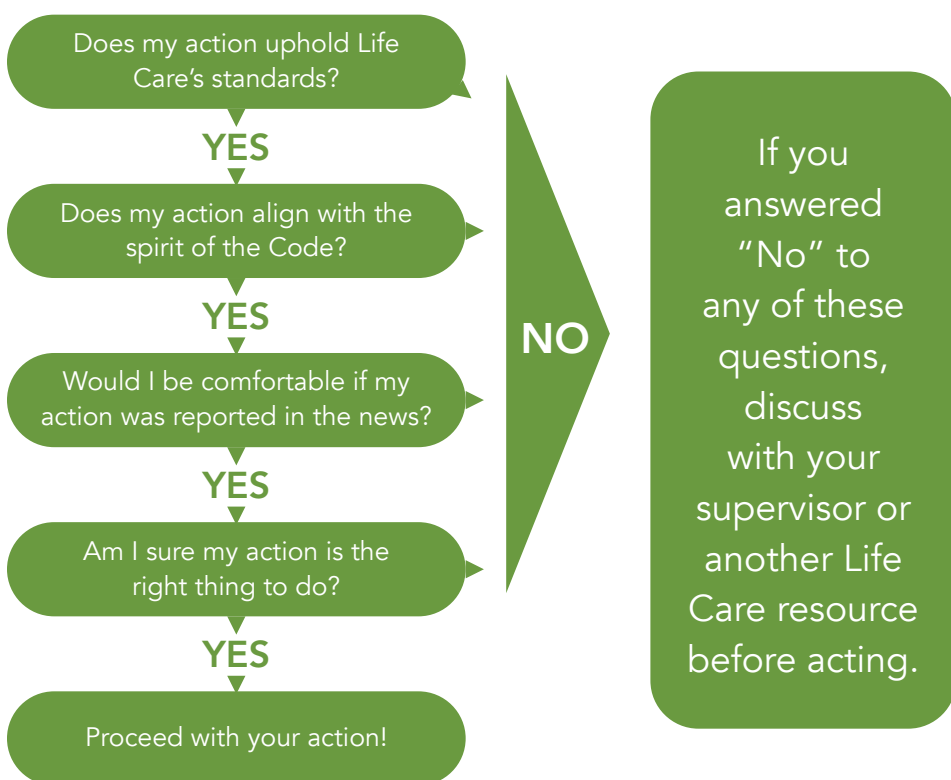 Does my action uphold Life
Care’s standards?
YES
Does my action align with the
spirit of the Code?
YES
Would I be comfortable if my
action was reported in the news?
YES
Am I sure my action is the
right thing to do?
YES
Proceed with your action!
NO
If you
answered
“No” to
any of these
questions,
discuss
with your
supervisor or
another Life
Care resource
before acting.